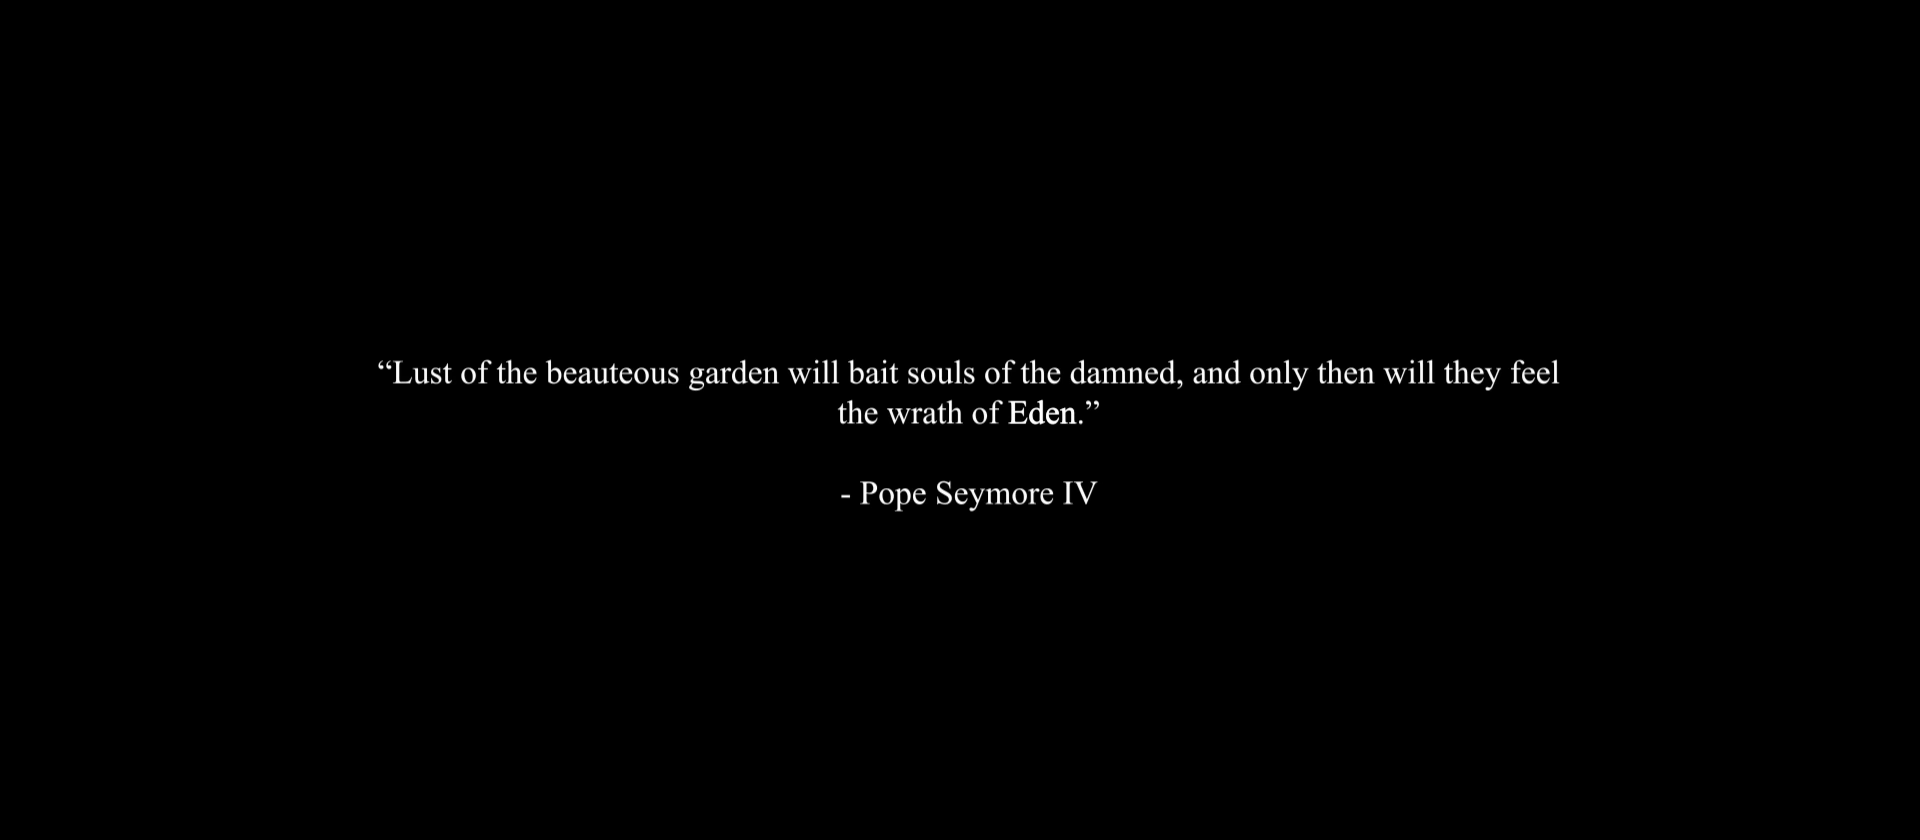 “Lust of the beauteous garden will bait souls of the damned, and only then will they feel
the wrath of Eden.”
- Pope Seymore IV